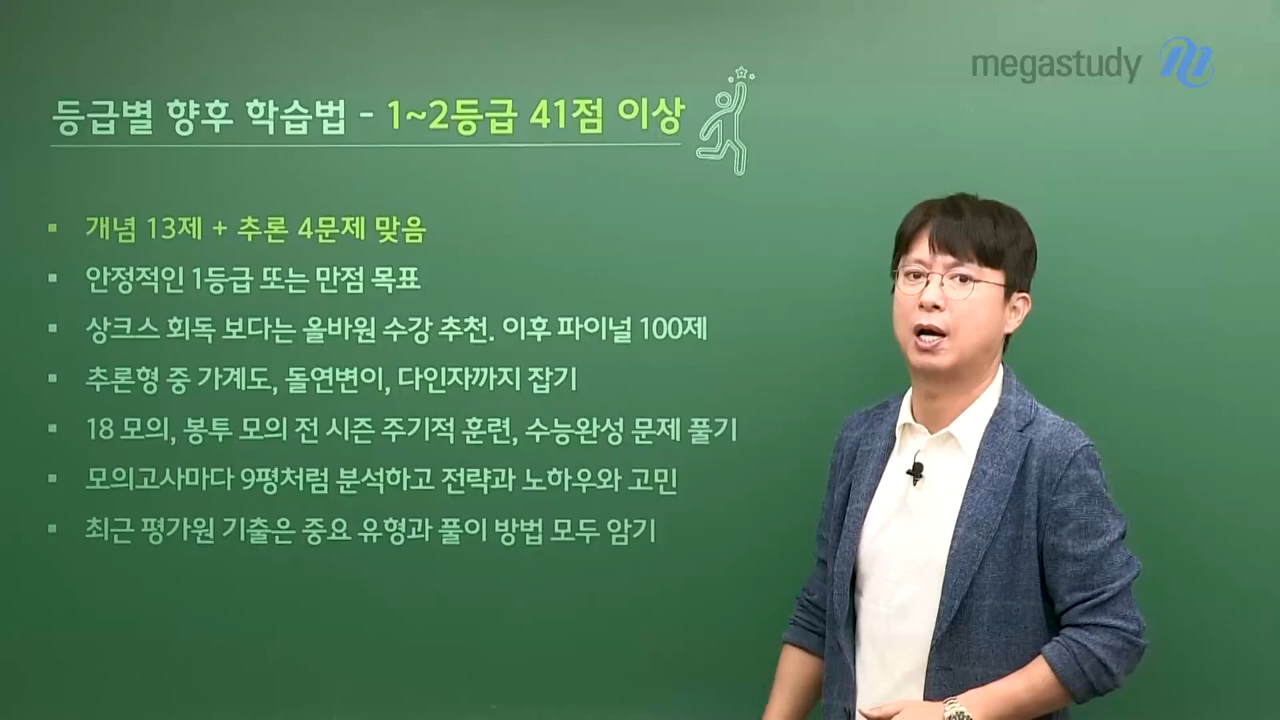 megastudy
등급별 향후 학습법 - 1~2등급 41점 이상
▪ 개념 13제 + 추론 4문제 맞음
▪ 안정적인 1등급 또는 만점 목표
▪ 상크스 회독 보다는 올바원 수강 추천. 이후 파이널 100제
▪ 추론형 중 가계도, 돌연변이, 다인자까지 잡기
▪ 18 모의, 봉투 모의 전 시즌 주기적 훈련, 수능완성 문제 풀기
▪ 모의고사마다 9평처럼 분석하고 전략과 노하우와 고민
▪ 최근 평가원 기출은 중요 유형과 풀이 방법 모두 암기